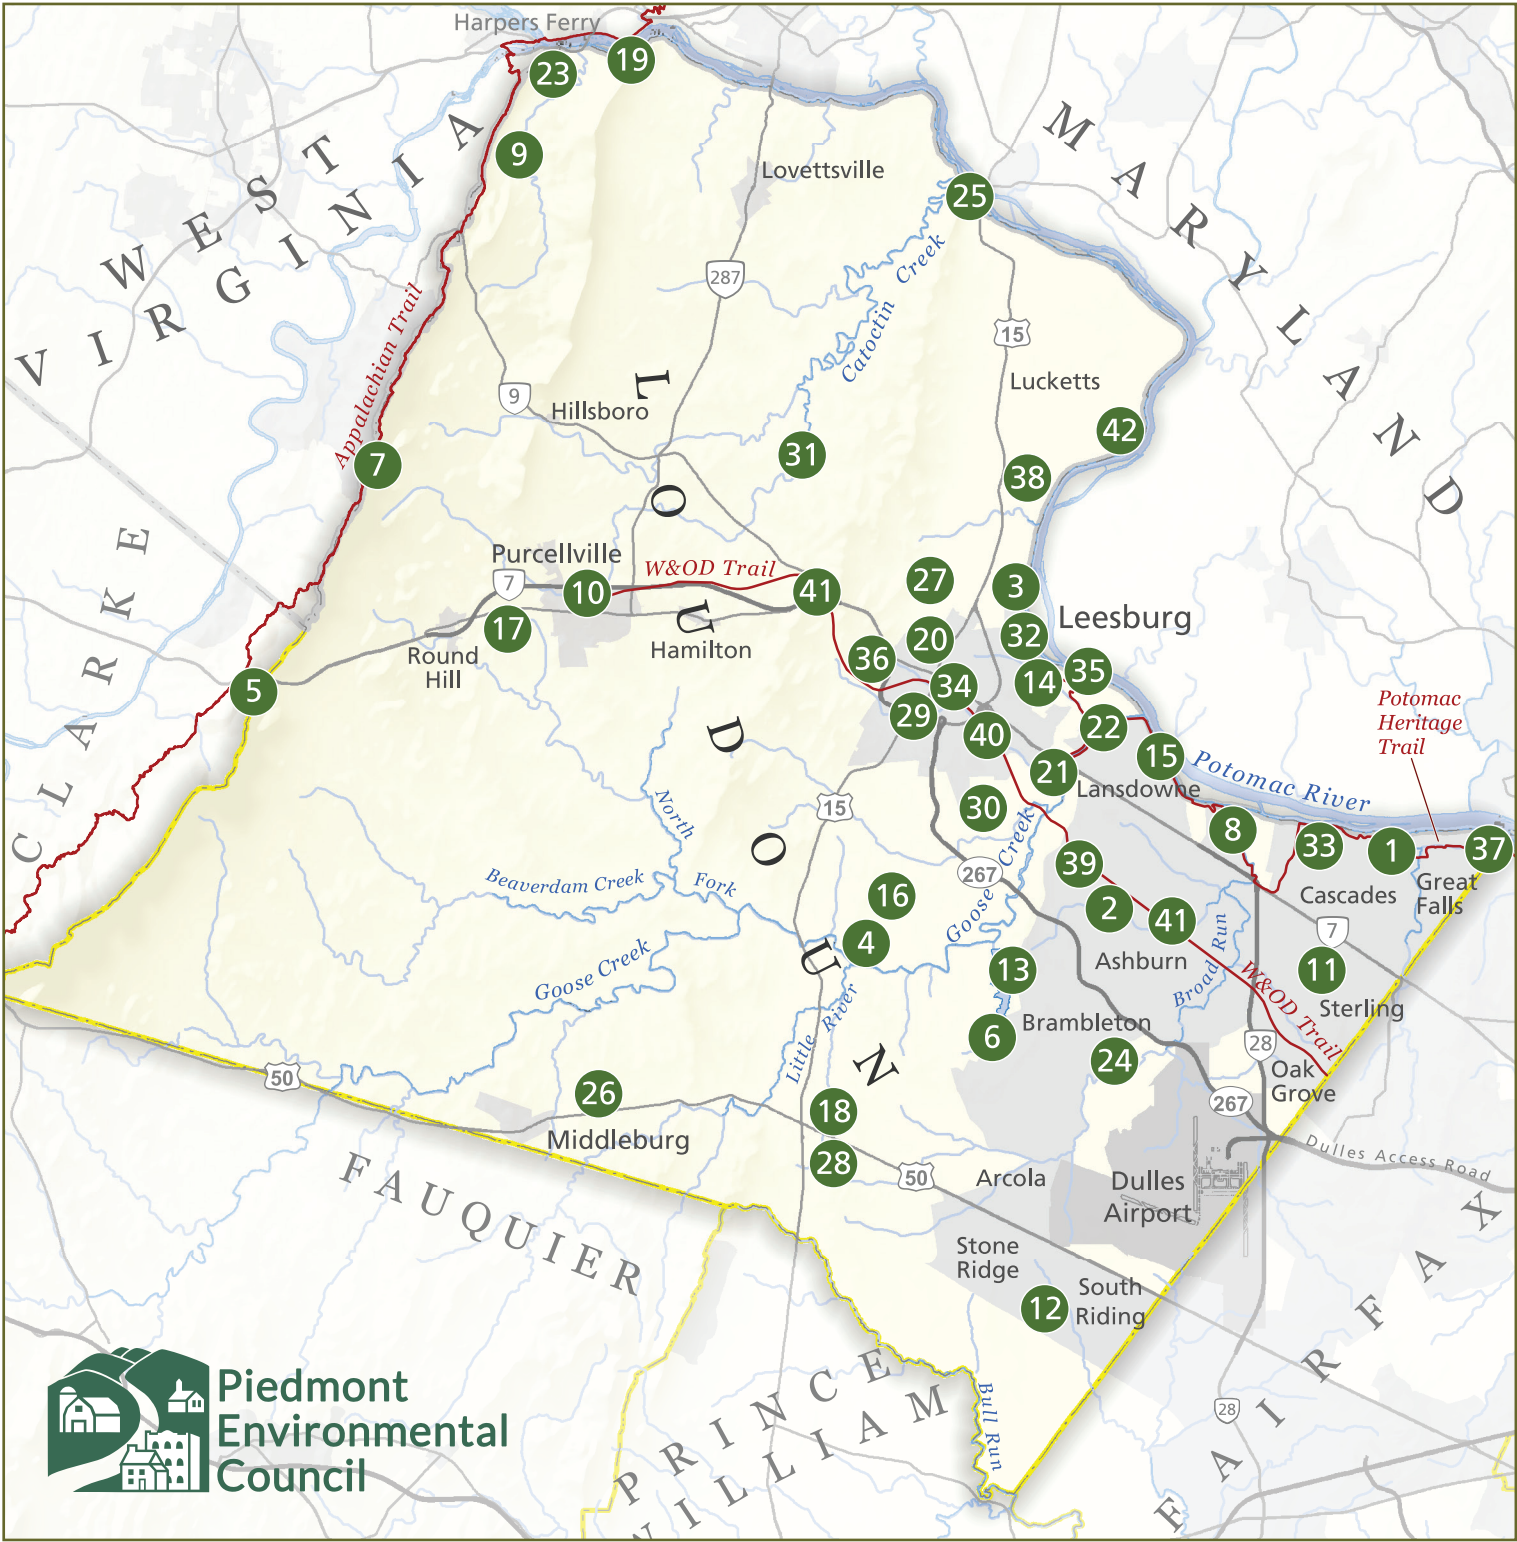 Harpers Ferry
23
19
WEST
VIRGINIA
MARYLAND
9
Lovettsville
25
Catoctin Creek
287
15
Appalachian Trail
9
Hillsboro
Lucketts
LOUDOUN
42
7
31
38
CLARKE
Purcellville
7
10
W&OD Trail
41
27
3
Leesburg
17
Round
Hill
Hamilton
20
32
36
5
34
14
35
29
40
22
Potomac
Heritage
Trail
15
21
Lansdowne
Potomac River
North
Fork
15
30
8
33
1
37
Goose Creek
267
39
Cascades
Great
Falls
Beaverdam Creek
16
2
41
7
4
Goose Creek
13
Ashburn
Broad Run
11
Sterling
W&OD Trail
Little River
6
Brambleton
24
28
Oak
Grove
50
26
18
267
Middleburg
28
50
Arcola
Dulles
Airport
Dulles Access Road
FAUQUIER
Stone
Ridge
South
Riding
12
FAIRFAX
PRINCE
WILLIAM
Bull Run
28
Piedmont
Environmental
Council